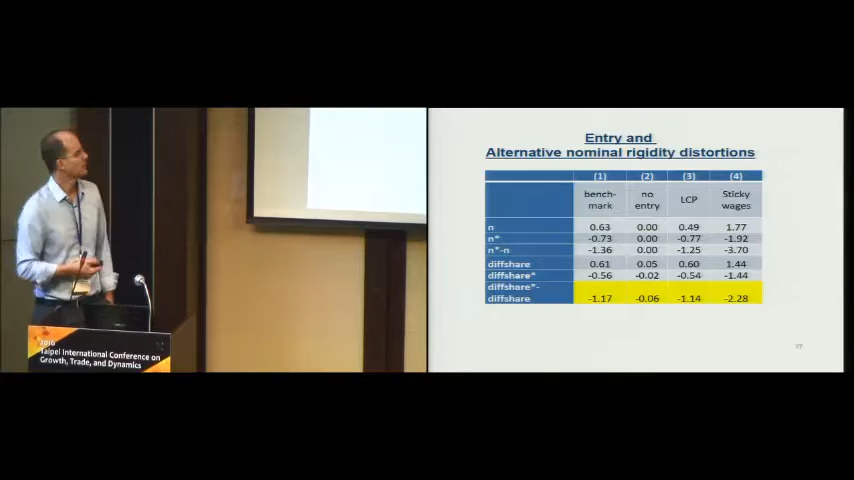 2016
Taipei International Conference on
Growth, Trade, and Dynamics
Entry and
Alternative nominal rigidity distortions
(1) (2) (3) (4)
bench-mark no entry LCP Sticky wages
n 0.63 0.00 0.49 1.77
n* -0.73 0.00 -0.77 -1.92
n*-n -1.36 0.00 -1.25 -3.70
diffshare 0.61 0.05 0.60 1.44
diffshare* -0.56 -0.02 -0.54 -1.44
diffshare*-
diffshare -1.17 -0.06 -1.14 -2.28
37